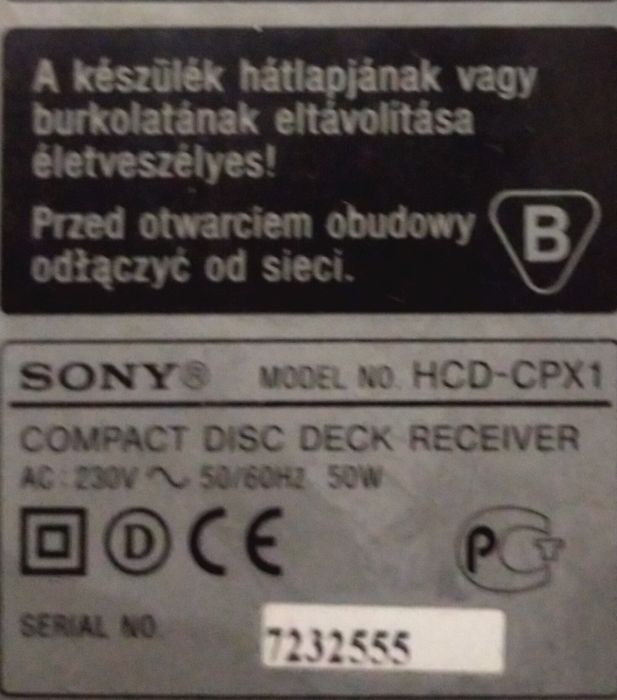 A készülék hátlapjának vagy
burkolatának eltávolítása
életveszélyes!
Przed otwarciem obudowy
odłączyć od sieci.
B
SONY® MODEL NO. HCD-CPX1
COMPACT DISC DECK RECEIVER
AC: 230V ~ 50/60Hz 50W
D CE PCT
SERIAL NO. 7232555